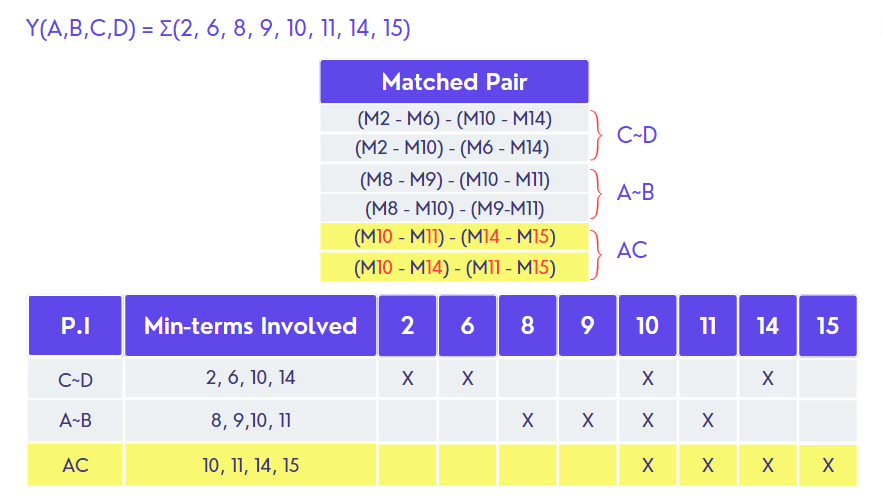 Y(A,B,C,D) = Σ(2, 6, 8, 9, 10, 11, 14, 15)
Matched Pair
(M2 - M6) - (M10 - M14)
(M2 - M10) - (M6 - M14)
C~D
(M8 - M9) - (M10 - M11)
(M8 - M10) - (M9-M11)
A~B
(M10 - M11) - (M14 - M15)
(M10 - M14) - (M11 - M15)
AC
P.I Min-terms Involved 2 6 8 9 10 11 14 15
C~D 2, 6, 10, 14 X X X X
A~B 8, 9,10, 11 X X X X
AC 10, 11, 14, 15 X X X X